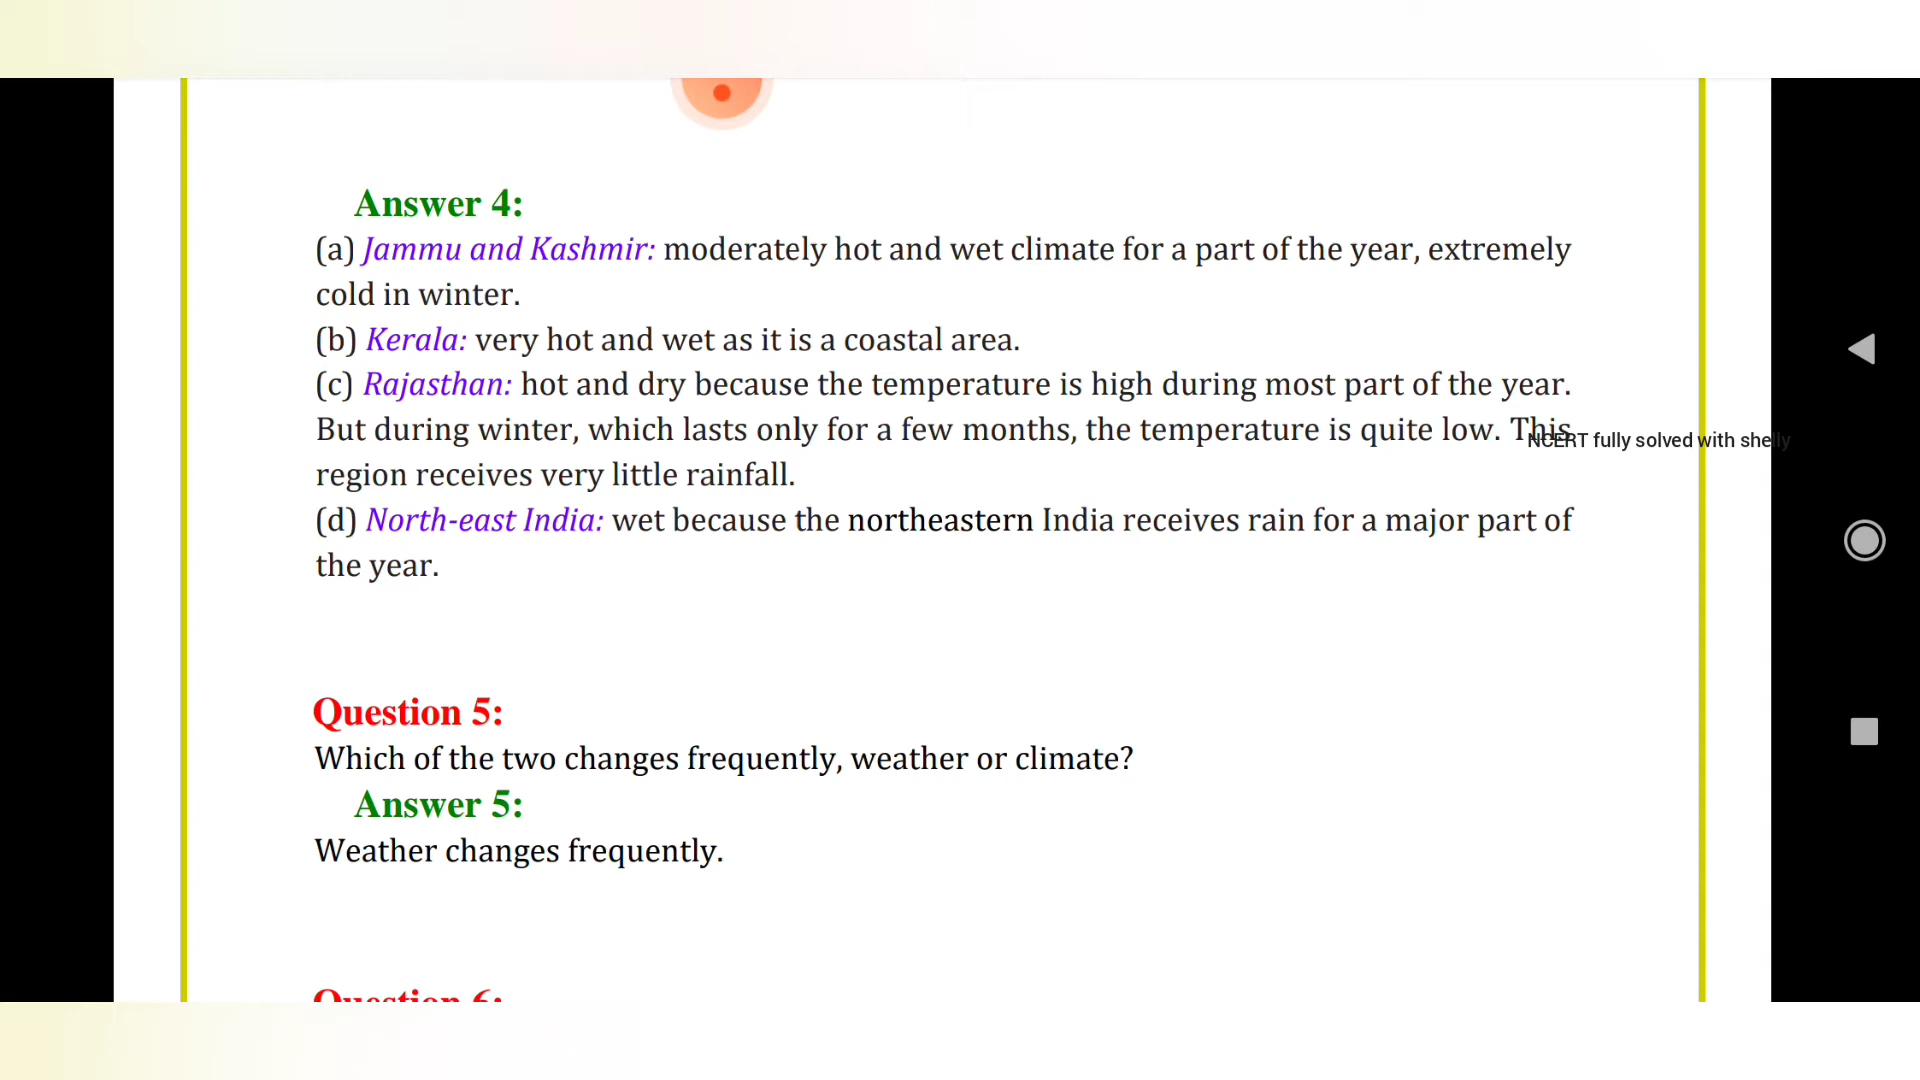 Answer 4:
(a) Jammu and Kashmir: moderately hot and wet climate for a part of the year, extremely
cold in winter.
(b) Kerala: very hot and wet as it is a coastal area.
(c) Rajasthan: hot and dry because the temperature is high during most part of the year.
But during winter, which lasts only for a few months, the temperature is quite low. This
NCERT fully solved with shelly
region receives very little rainfall.
(d) North-east India: wet because the northeastern India receives rain for a major part of
the year.
Question 5:
Which of the two changes frequently, weather or climate?
Answer 5:
Weather changes frequently.
Question 6: